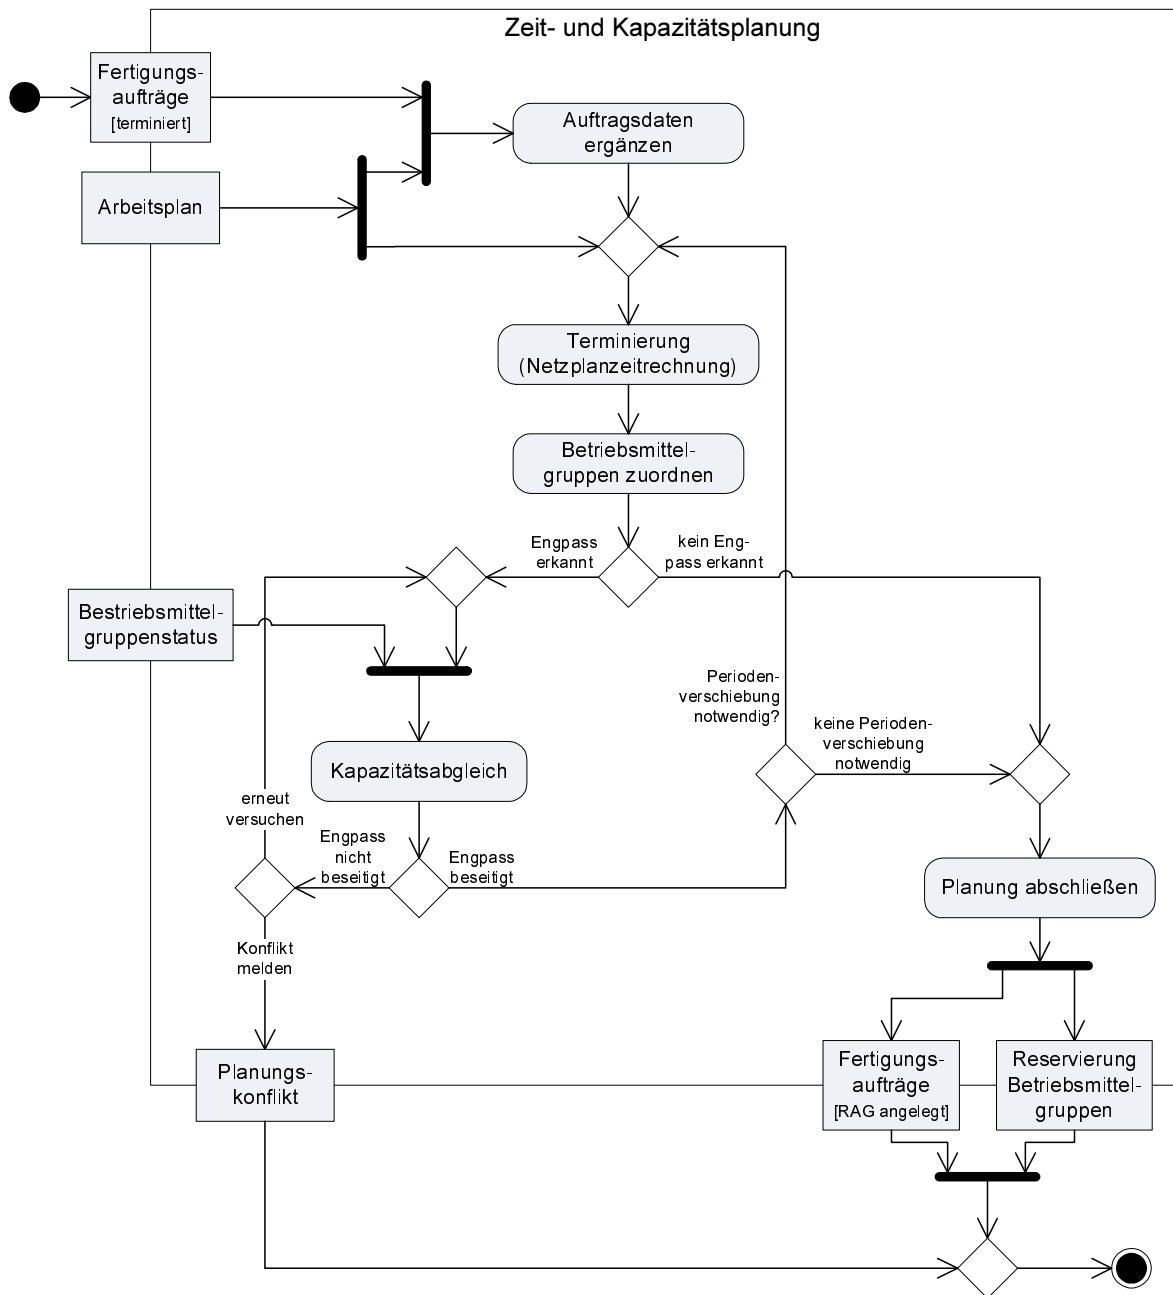 Zeit- und Kapazitätsplanung
Fertigungs-
aufträge
[terminiert]
Auftragsdaten
ergänzen
Arbeitsplan
Terminierung
(Netzplanzeitrechnung)
Betriebsmittel-
gruppen zuordnen
Engpass
erkannt
kein Eng-
pass erkannt
Bestriebsmittel-
gruppenstatus
Perioden-
verschiebung
notwendig?
keine Perioden-
verschiebung
notwendig
Kapazitätsabgleich
erneut
versuchen
Engpass
nicht
beseitigt
Engpass
beseitigt
Planung abschließen
Konflikt
melden
Planungs-
konflikt
Fertigungs-
aufträge
[RAG angelegt]
Reservierung
Betriebsmittel-
gruppen